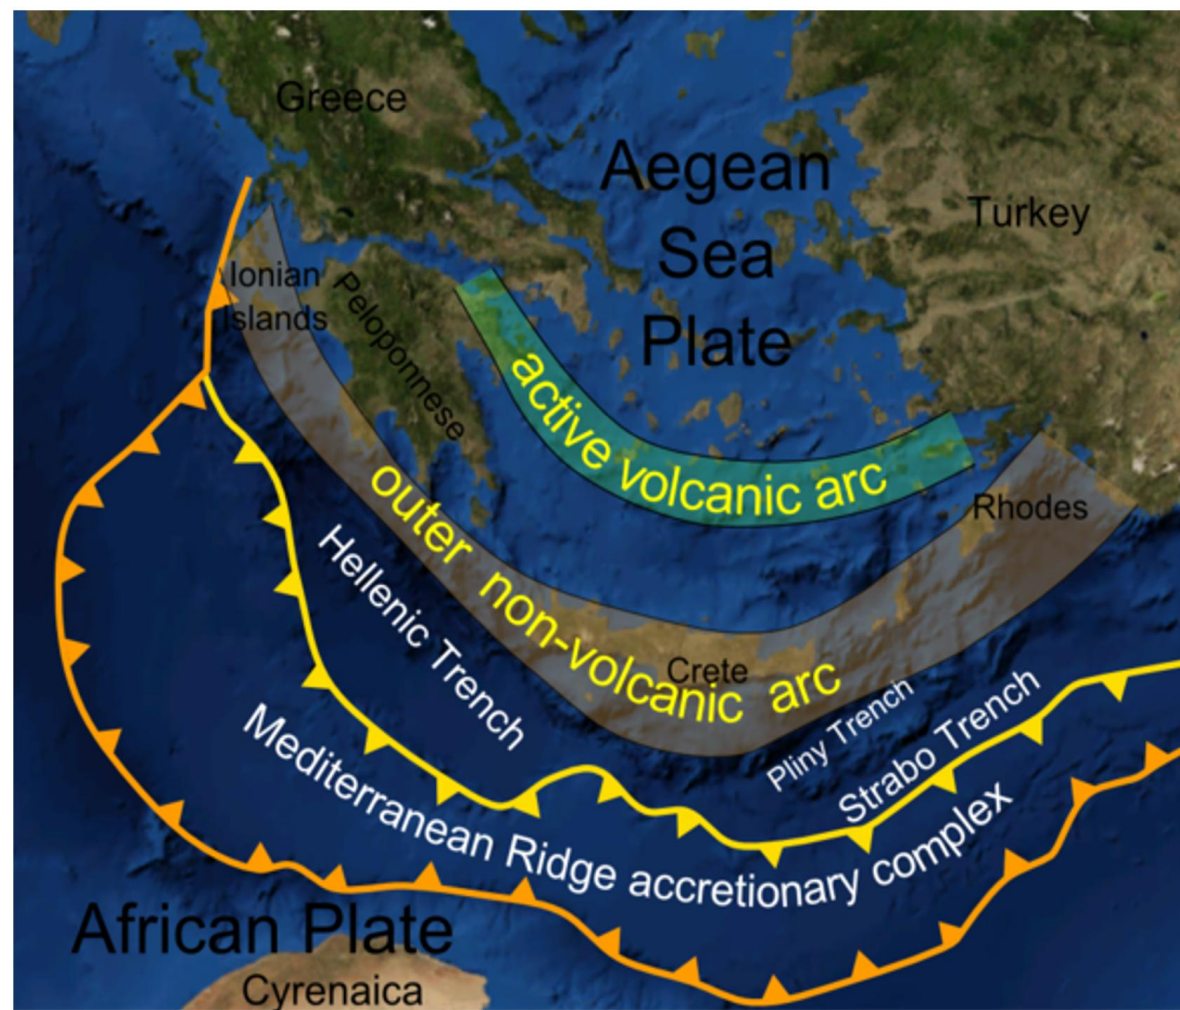 Greece
Aegean
Sea
Plate
Turkey
Ionian
Islands
Peloponnese
active volcanic arc
Rhodes
outer non-volcanic arc
Crete
Hellenic Trench
Pliny Trench
Strabo Trench
Mediterranean Ridge accretionary complex
African Plate
Cyrenaica